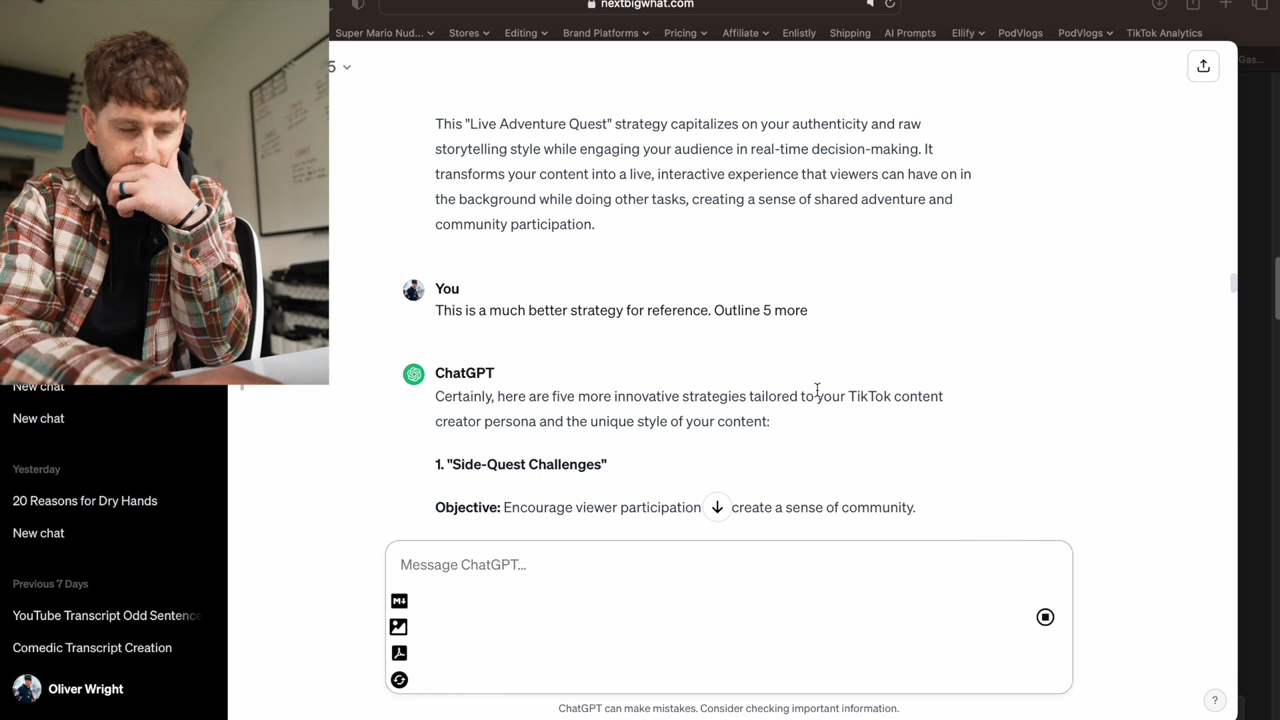 nextbigwhat.com
Super Mario Nud... Stores Editing Brand Platforms Pricing Affiliate Enlistly Shipping AI Prompts Ellify PodVlogs PodVlogs TikTok Analytics
Gas...
5
This "Live Adventure Quest" strategy capitalizes on your authenticity and raw
storytelling style while engaging your audience in real-time decision-making. It
transforms your content into a live, interactive experience that viewers can have on in
the background while doing other tasks, creating a sense of shared adventure and
community participation.
You
This is a much better strategy for reference. Outline 5 more
ChatGPT
Certainly, here are five more innovative strategies tailored to your TikTok content
creator persona and the unique style of your content:
1. "Side-Quest Challenges"
Objective: Encourage viewer participation create a sense of community.
New chat
New chat
Yesterday
20 Reasons for Dry Hands
New chat
Previous 7 Days
YouTube Transcript Odd Sentence
Comedic Transcript Creation
Oliver Wright
Message ChatGPT...
M
ChatGPT can make mistakes. Consider checking important information.
?